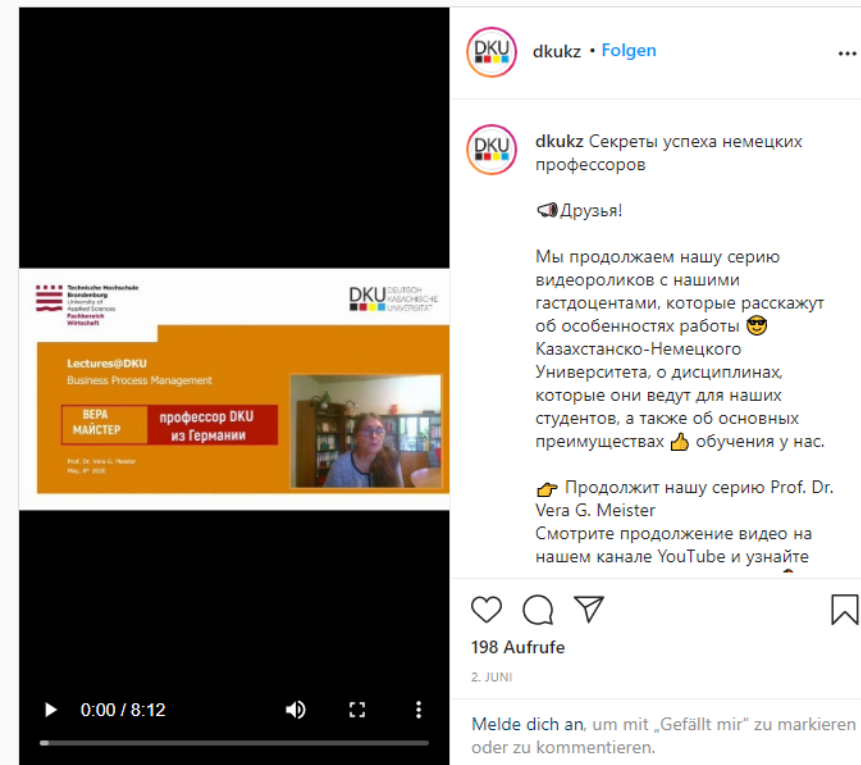 dkukz • Folgen
dkukz Секреты успеха немецких
профессоров
Друзья!
Мы продолжаем нашу серию
видеороликов с нашими
гастдоцентами, которые расскажут
об особенностях работы
Казахстанско-Немецкого
Университета, о дисциплинах,
которые они ведут для наших
студентов, а также об основных
преимуществах обучения у нас.
Продолжит нашу серию Prof. Dr.
Vera G. Meister
Смотрите продолжение видео на
нашем канале YouTube и узнайте
198 Aufrufe
2. JUNI
Melde dich an, um mit „Gefällt mir“ zu markieren
oder zu kommentieren.
DKU
DKU
Technische Hochschule
Brandenburg
University of
Applied Sciences
Fachbereich
Wirtschaft
DKU
DEUTSCH
KASACHISCHE
UNIVERSITÄT
Lectures@DKU
Business Process Management
ВЕРА
МАЙСТЕР
профессор DKU
из Германии
Prof. Dr. Vera G. Meister
May, 8th 2020
0:00 / 8:12